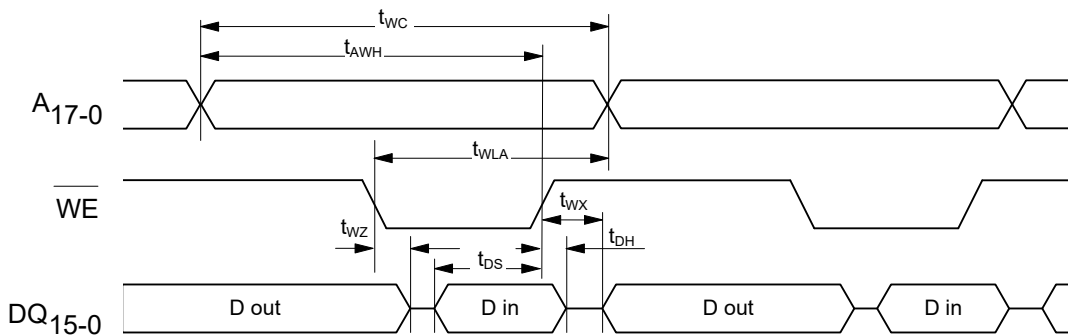 tWC
tAWH
A17-0
tWLA
WE
tWX
tWZ
tDH
tDS
DQ15-0
D out
D in
D out
D in